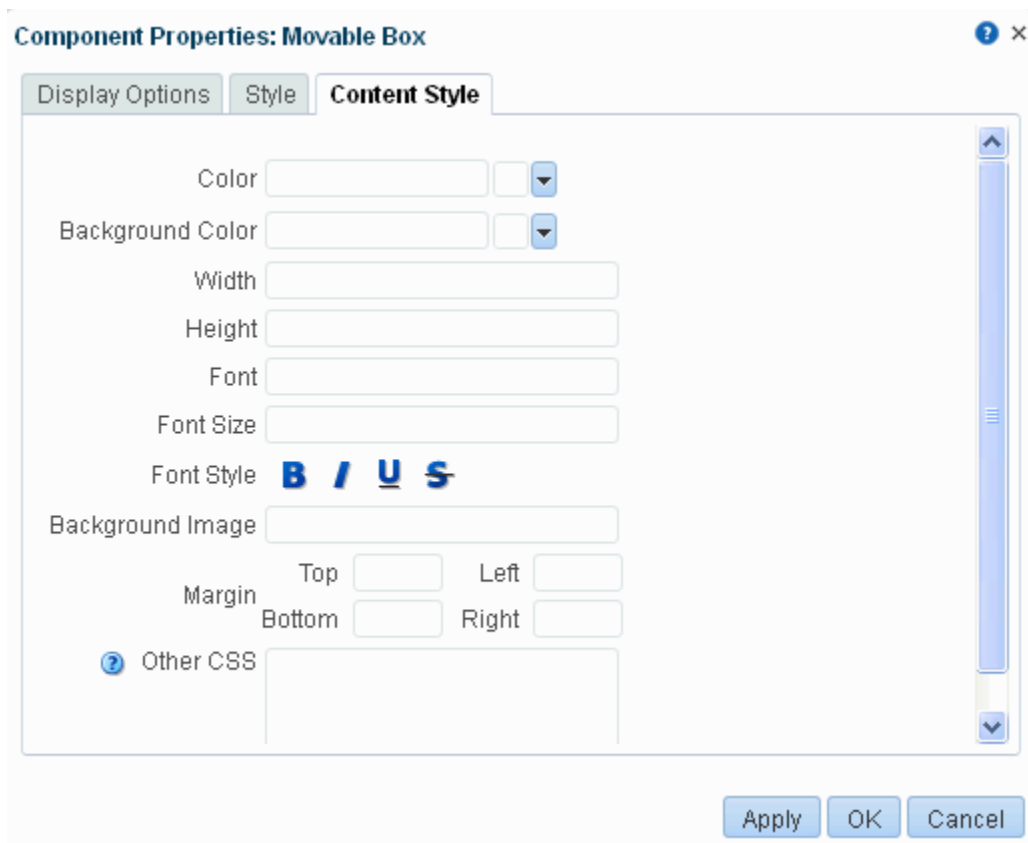 Component Properties: Movable Box
Display Options Style Content Style
Color
Background Color
Width
Height
Font
Font Size
Font Style B I U S
Background Image
Margin
Top Left
Bottom Right
Other CSS
Apply OK Cancel